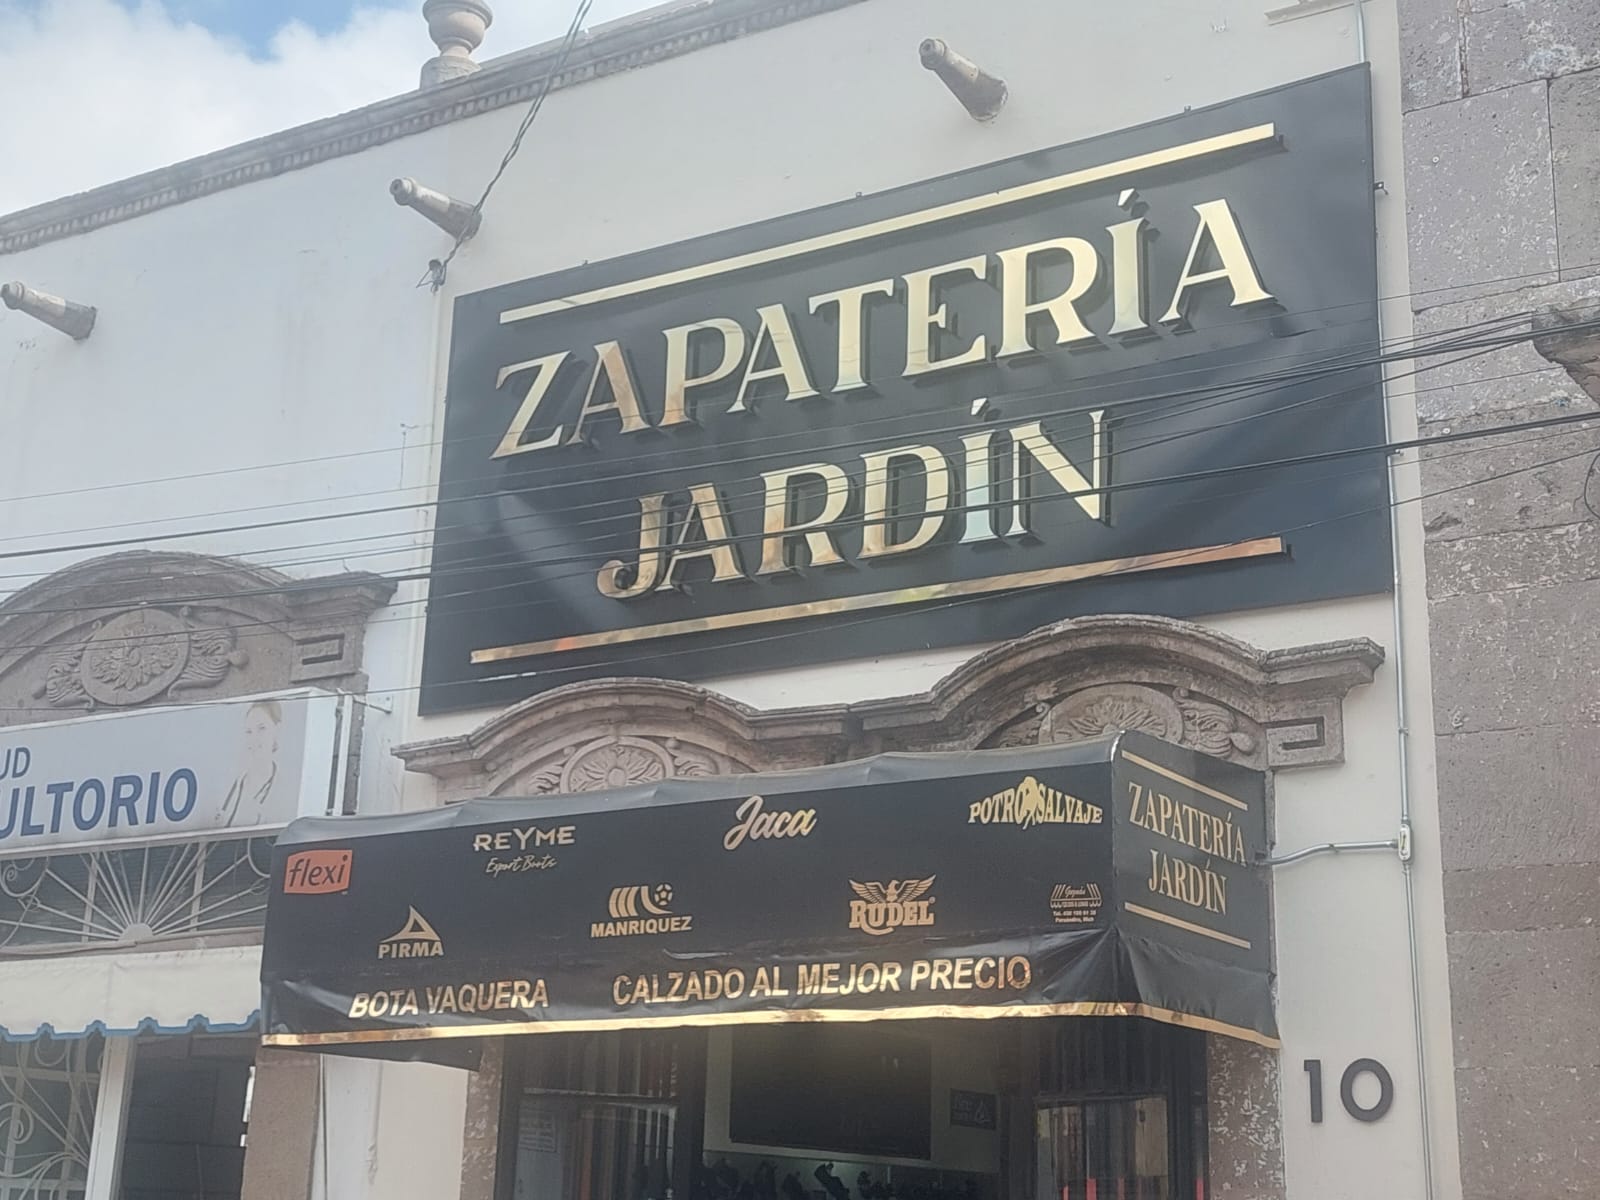 ZAPATERÍA
JARDÍN
UD
ULTORIO
flexi
REYME
Export Boots
Jaca
POTRO SALVAJE
PIRMA
MANRIQUEZ
RUDEL
BOTA VAQUERA
CALZADO AL MEJOR PRECIO
ZAPATERÍA
JARDÍN
10